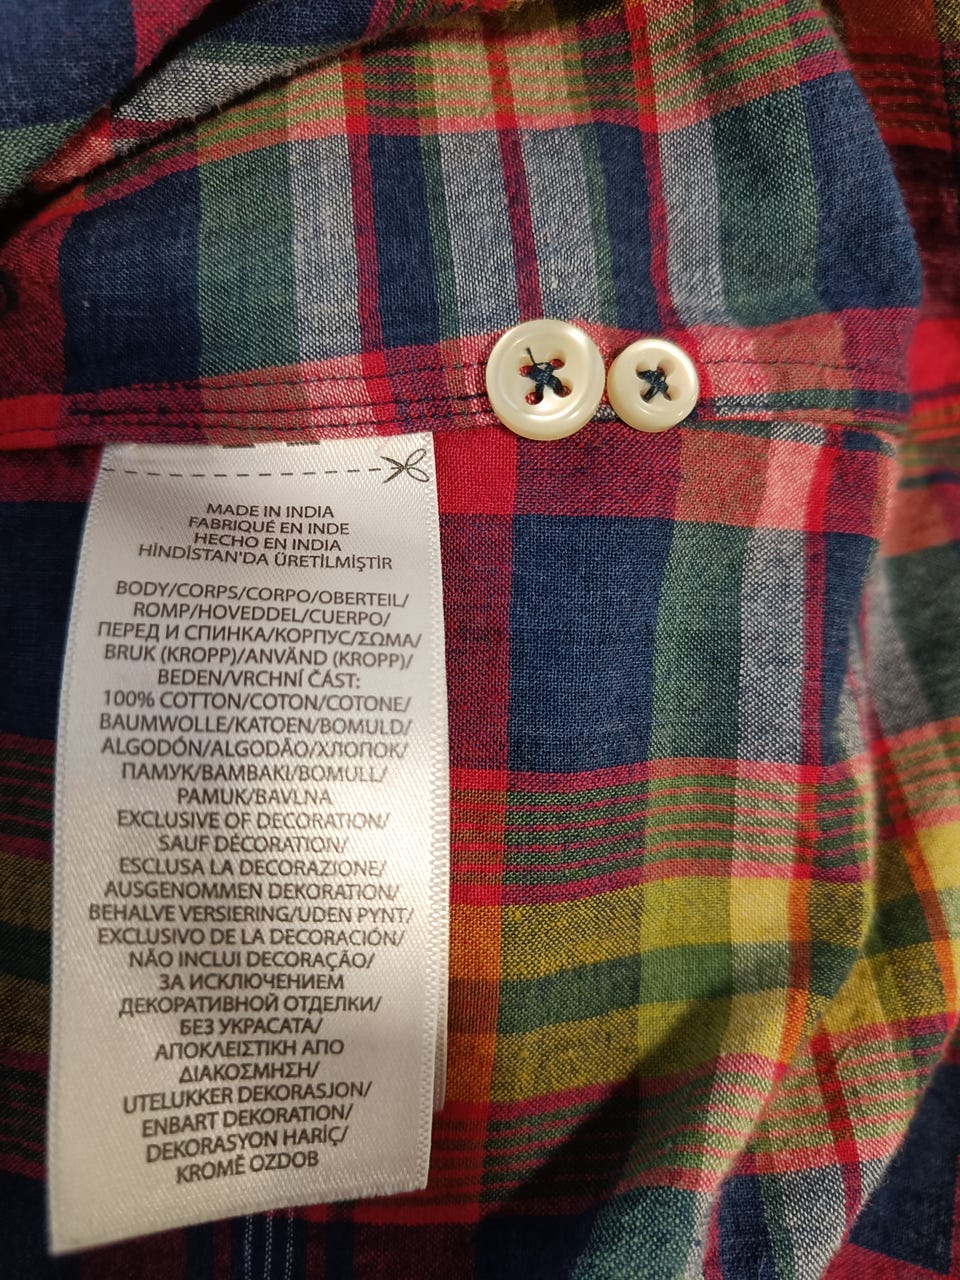 MADE IN INDIA
FABRIQUÉ EN INDE
HECHO EN INDIA
HİNDİSTAN'DA ÜRETİLMİŞTİR
BODY/CORPS/CORPO/OBERTEIL/
ROMP/HOVEDDEL/CUERPO/
ПЕРЕД И СПИНКА/КОРПУС/ΣΩΜΑ/
BRUK (KROPP)/ANVÄND (KROPP)/
BEDEN/VRCHNÍ ČÁST:
100% COTTON/COTON/COTONE/
BAUMWOLLE/KATOEN/BOMULD/
ALGODÓN/ALGODÃO/ХЛОПОК/
ПАМУК/ΒΑΜΒΑΚΙ/BOMULL/
PAMUK/BAVLNA
EXCLUSIVE OF DECORATION/
SAUF DÉCORATION/
ESCLUSA LA DECORAZIONE/
AUSGENOMMEN DEKORATION/
BEHALVE VERSIERING/UDEN PYNT/
EXCLUSIVO DE LA DECORACIÓN/
NÃO INCLUI DECORAÇÃO/
ЗА ИСКЛЮЧЕНИЕМ
ДЕКОРАТИВНОЙ ОТДЕЛКИ/
БЕЗ УКРАСАТА/
ΑΠΟΚΛΕΙΣΤΙΚΗ ΑΠΟ
ΔΙΑΚΟΣΜΗΣΗ/
UTELUKKER DEKORASJON/
ENBART DEKORATION/
DEKORASYON HARİÇ/
KROMĚ OZDOB